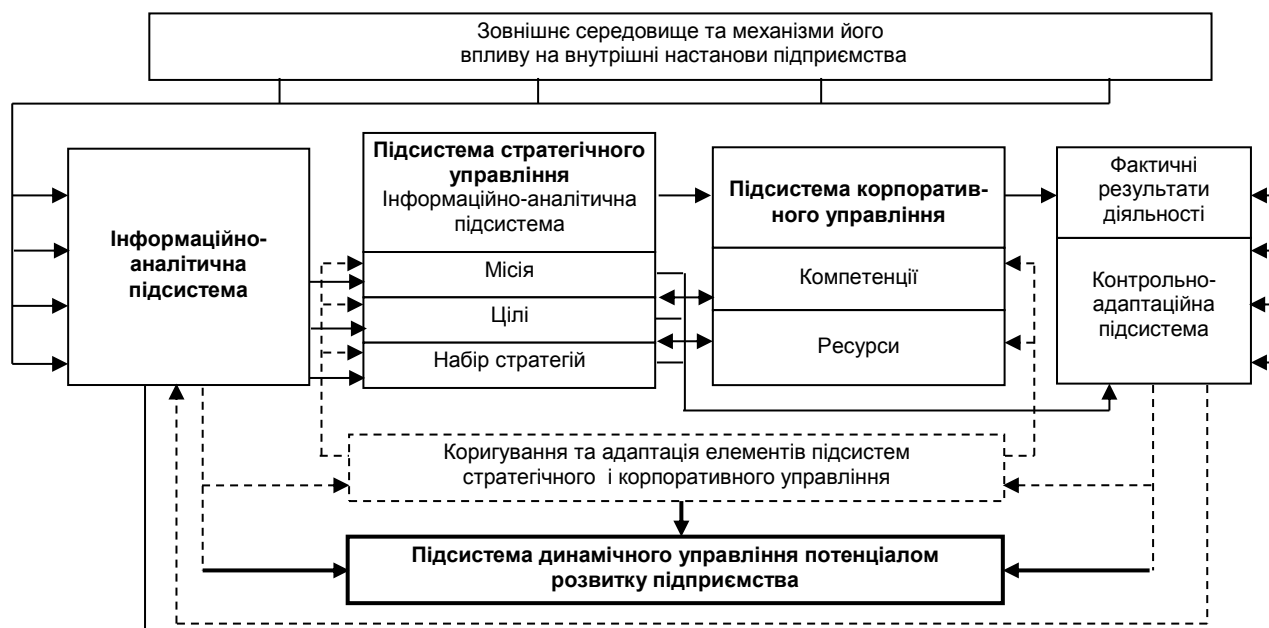 Зовнішнє середовище та механізми його
впливу на внутрішні настанови підприємства
Інформаційно-
аналітична
підсистема
Підсистема стратегічного
управління
Інформаційно-аналітична
підсистема
Місія
Цілі
Набір стратегій
Підсистема корпоратив-
ного управління
Компетенції
Ресурси
Фактичні
результати
діяльності
Контрольно-
адаптаційна
підсистема
Коригування та адаптація елементів підсистем
стратегічного і корпоративного управління
Підсистема динамічного управління потенціалом
розвитку підприємства